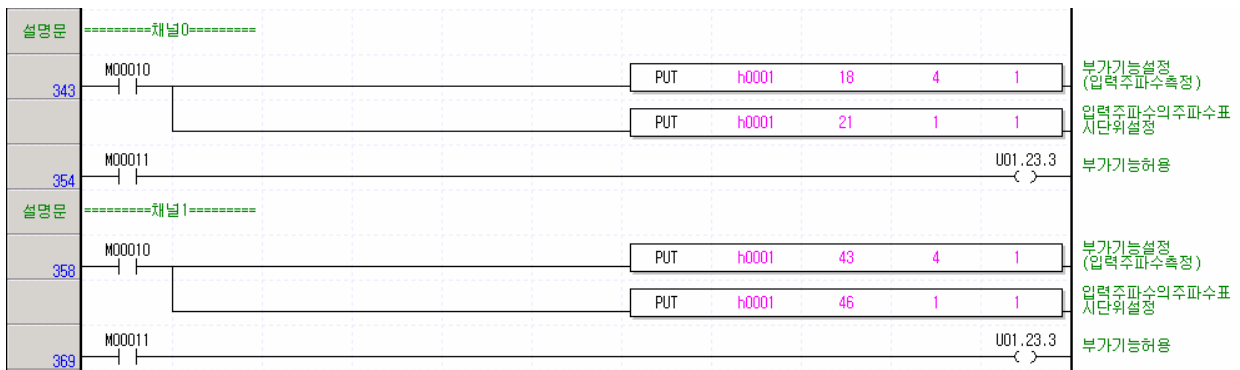 설명문 =========채널0=========
M00010
343 PUT h0001 18 4 1 부가기능설정
(입력주파수측정)
PUT h0001 21 1 1 입력주파수의주파수표
시단위설정
M00011 U01.23.3
354 부가기능허용
설명문 =========채널1=========
M00010
358 PUT h0001 43 4 1 부가기능설정
(입력주파수측정)
PUT h0001 46 1 1 입력주파수의주파수표
시단위설정
M00011 U01.23.3
369 부가기능허용